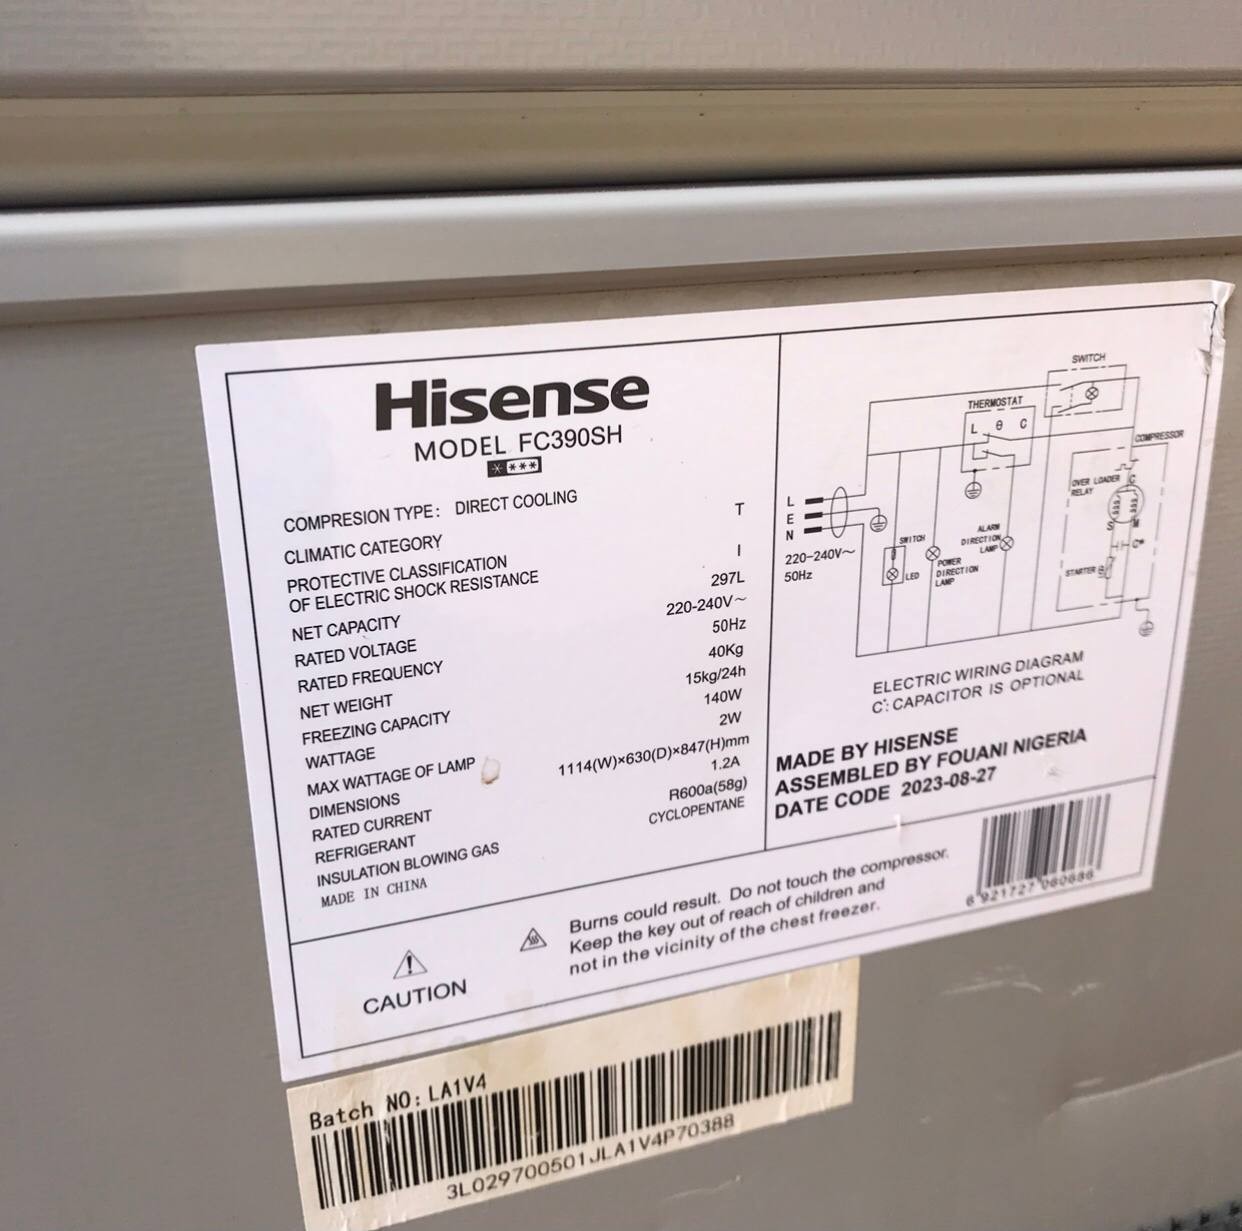 Hisense
MODEL FC390SH
* ***
COMPRESION TYPE: DIRECT COOLING
CLIMATIC CATEGORY T
PROTECTIVE CLASSIFICATION
OF ELECTRIC SHOCK RESISTANCE I
NET CAPACITY 297L
RATED VOLTAGE 220-240V~
RATED FREQUENCY 50Hz
NET WEIGHT 40Kg
FREEZING CAPACITY 15kg/24h
WATTAGE 140W
MAX WATTAGE OF LAMP 2W
DIMENSIONS 1114(W)×630(D)×847(H)mm
RATED CURRENT 1.2A
REFRIGERANT R600a(58g)
INSULATION BLOWING GAS CYCLOPENTANE
MADE IN CHINA
SWITCH
THERMOSTAT
L θ C
COMPRESSOR
OVER LOADER
RELAY
C
S M
C*
STARTER θ
L
E
N
220-240V~
50Hz
SWITCH
LED
POWER
DIRECTION
LAMP
ALARM
DIRECTION
LAMP
ELECTRIC WIRING DIAGRAM
C*: CAPACITOR IS OPTIONAL
MADE BY HISENSE
ASSEMBLED BY FOUANI NIGERIA
DATE CODE 2023-08-27
6 921727 060686
CAUTION
Burns could result. Do not touch the compressor.
Keep the key out of reach of children and
not in the vicinity of the chest freezer.
Batch NO: LA1V4
3L029700501JLA1V4P70388